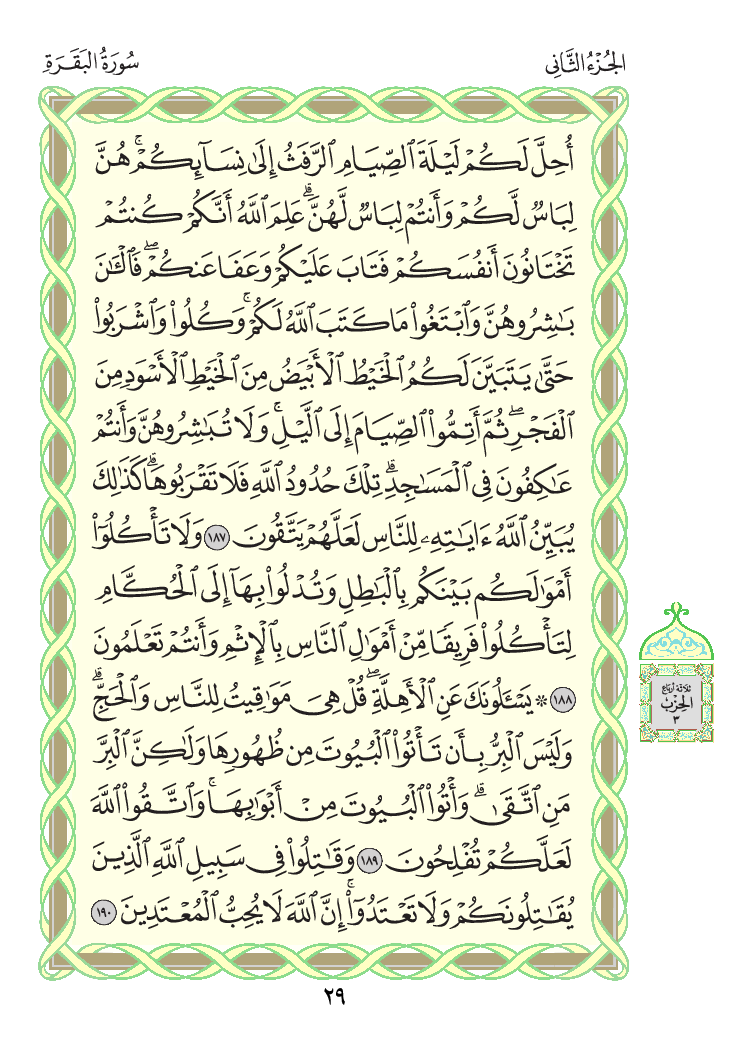 الجُزْءُ الثَّانِي
سُورَةُ البَقَرَةِ
أُحِلَّ لَكُمْ لَيْلَةَ ٱلصِّيَامِ ٱلرَّفَثُ إِلَىٰ نِسَآئِكُمْۚ هُنَّ
لِبَاسٌ لَّكُمْ وَأَنتُمْ لِبَاسٌ لَّهُنَّۗ عَلِمَ ٱللَّهُ أَنَّكُمْ كُنتُمْ
تَخْتَانُونَ أَنفُسَكُمْ فَتَابَ عَلَيْكُمْ وَعَفَا عَنكُمْۖ فَٱلْـَٰٔنَ
بَٰشِرُوهُنَّ وَٱبْتَغُوا۟ مَا كَتَبَ ٱللَّهُ لَكُمْۚ وَكُلُوا۟ وَٱشْرَبُوا۟
حَتَّىٰ يَتَبَيَّنَ لَكُمُ ٱلْخَيْطُ ٱلْأَبْيَضُ مِنَ ٱلْخَيْطِ ٱلْأَسْوَدِ مِنَ
ٱلْفَجْرِۖ ثُمَّ أَتِمُّوا۟ ٱلصِّيَامَ إِلَى ٱلَّيْلِۚ وَلَا تُبَٰشِرُوهُنَّ وَأَنتُمْ
عَٰكِفُونَ فِى ٱلْمَسَٰجِدِۗ تِلْكَ حُدُودُ ٱللَّهِ فَلَا تَقْرَبُوهَاۗ كَذَٰلِكَ
يُبَيِّنُ ٱللَّهُ ءَايَٰتِهِۦ لِلنَّاسِ لَعَلَّهُمْ يَتَّقُونَ ١٨٧ وَلَا تَأْكُلُوٓا۟
أَمْوَٰلَكُم بَيْنَكُم بِٱلْبَٰطِلِ وَتُدْلُوا۟ بِهَآ إِلَى ٱلْحُكَّامِ
لِتَأْكُلُوا۟ فَرِيقًا مِّنْ أَمْوَٰلِ ٱلنَّاسِ بِٱلْإِثْمِ وَأَنتُمْ تَعْلَمُونَ
١٨٨ * يَسْـَٔلُونَكَ عَنِ ٱلْأَهِلَّةِۖ قُلْ هِىَ مَوَٰقِيتُ لِلنَّاسِ وَٱلْحَجِّۗ
وَلَيْسَ ٱلْبِرُّ بِأَن تَأْتُوا۟ ٱلْبُيُوتَ مِن ظُهُورِهَا وَلَٰكِنَّ ٱلْبِرَّ
مَنِ ٱتَّقَىٰۗ وَأْتُوا۟ ٱلْبُيُوتَ مِنْ أَبْوَٰبِهَاۚ وَٱتَّقُوا۟ ٱللَّهَ
لَعَلَّكُمْ تُفْلِحُونَ ١٨٩ وَقَٰتِلُوا۟ فِى سَبِيلِ ٱللَّهِ ٱلَّذِينَ
يُقَٰتِلُونَكُمْ وَلَا تَعْتَدُوٓا۟ۚ إِنَّ ٱللَّهَ لَا يُحِبُّ ٱلْمُعْتَدِينَ ١٩٠
ثلاثة أرباع
الحِزْبُ
٣
٢٩